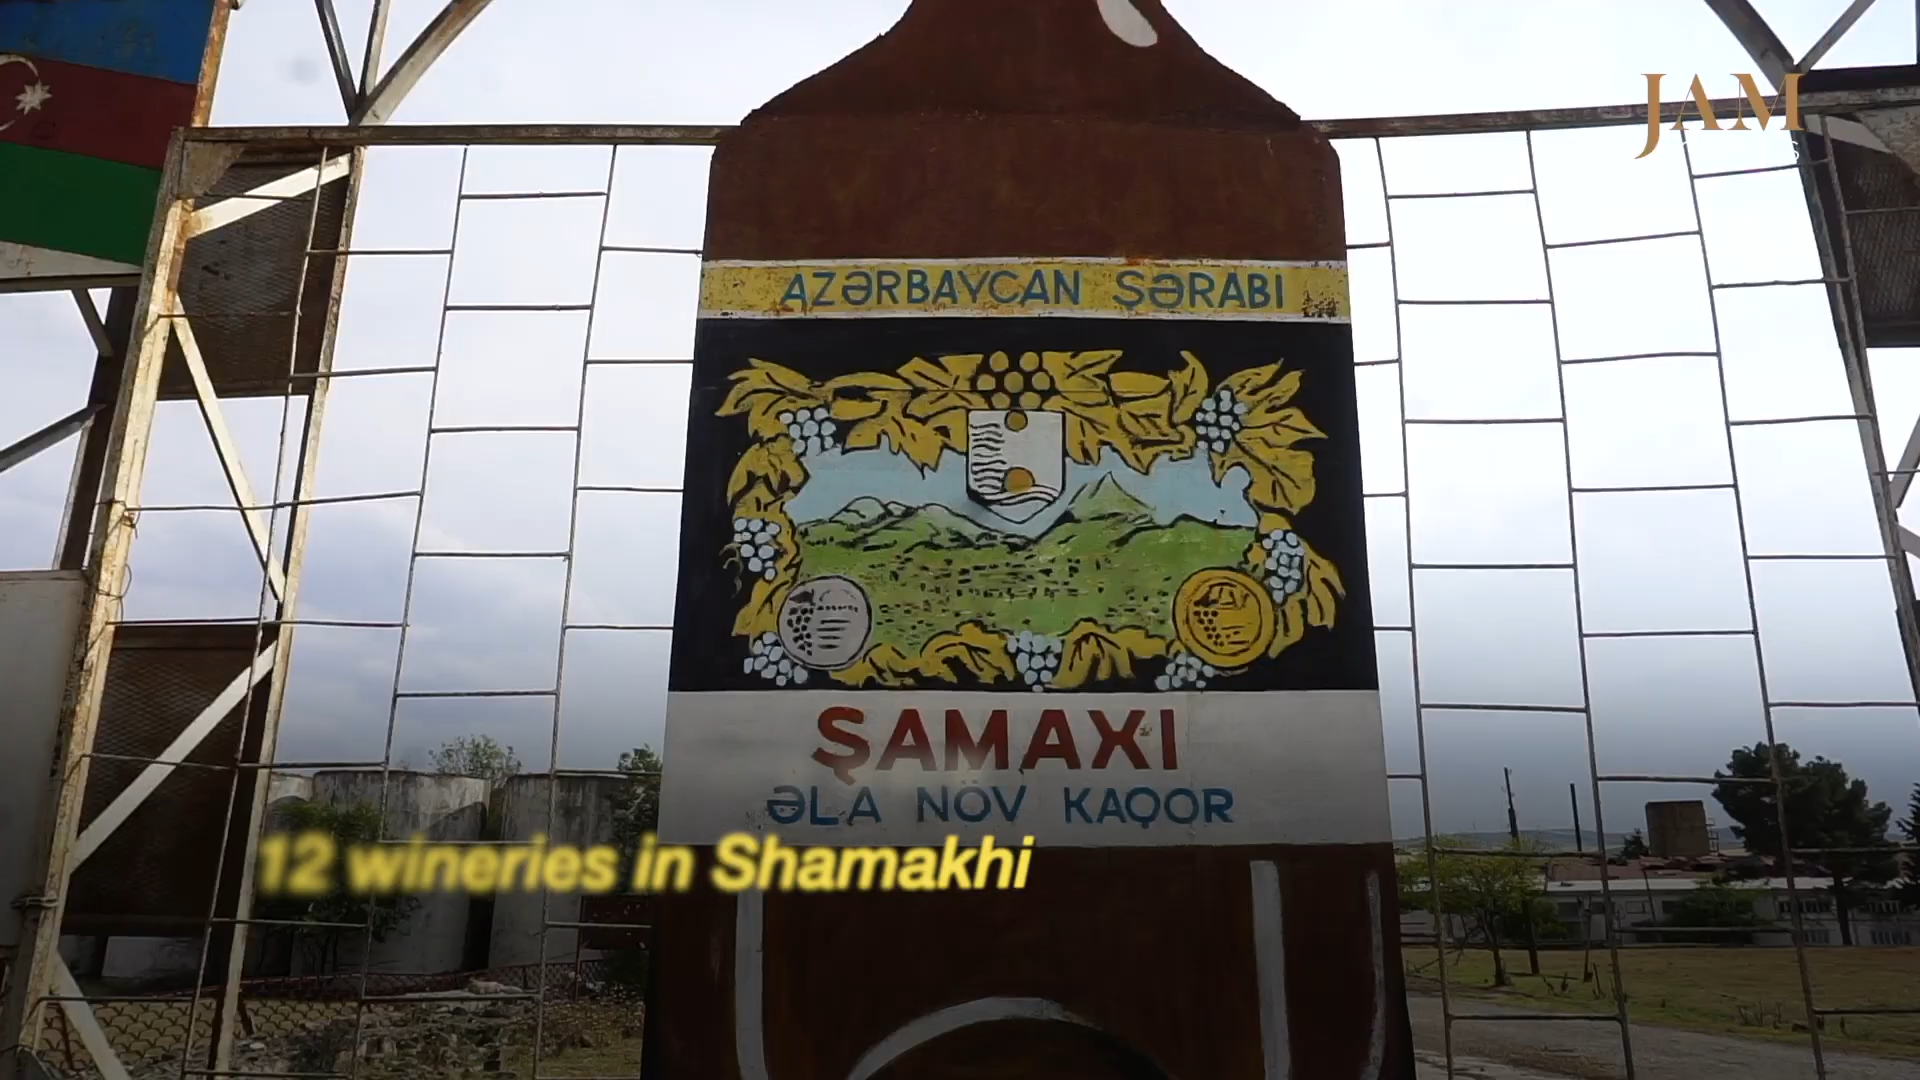 JAM
AZƏRBAYCAN ŞƏRABI
ŞAMAXI
ƏLA NÖV KAQOR
12 wineries in Shamakhi